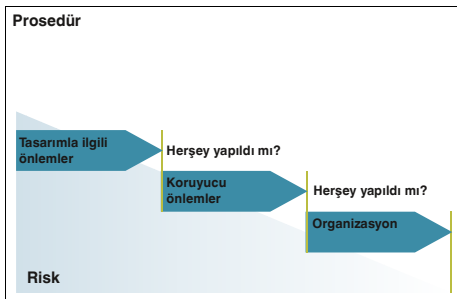 Prosedür
Tasarımla ilgili
önlemler
Herşey yapıldı mı?
Koruyucu
önlemler
Herşey yapıldı mı?
Organizasyon
Risk